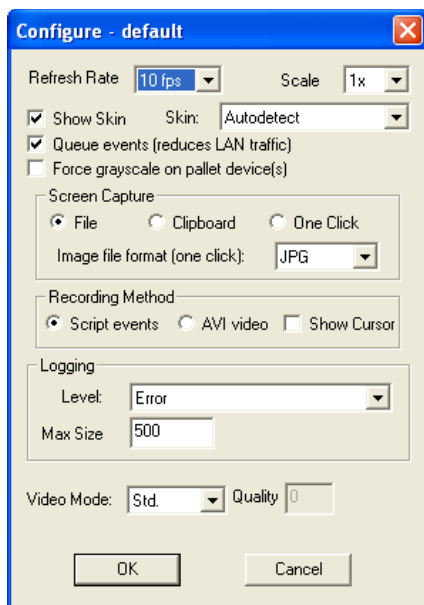 Configure - default
Refresh Rate 10 fps Scale 1x
Show Skin Skin: Autodetect
Queue events (reduces LAN traffic)
Force grayscale on pallet device(s)
Screen Capture
File Clipboard One Click
Image file format (one click): JPG
Recording Method
Script events AVI video Show Cursor
Logging
Level: Error
Max Size 500
Video Mode: Std. Quality 0
OK Cancel